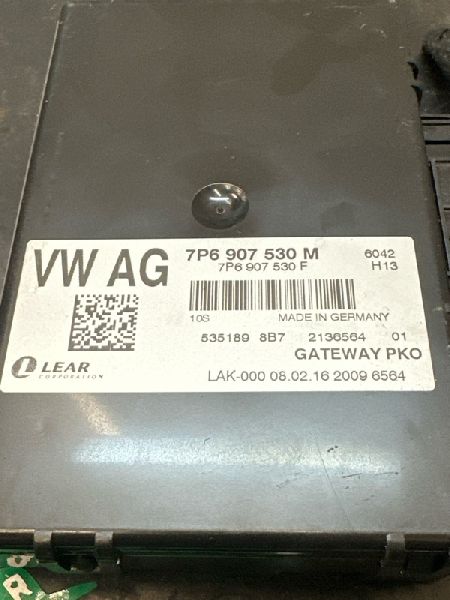 VW AG
7P6 907 530 M
6042
7P6 907 530 F
H13
10S
MADE IN GERMANY
535189 8B7 2136564 01
GATEWAY PKO
LEAR
CORPORATION
LAK-000 08.02.16 2009 6564